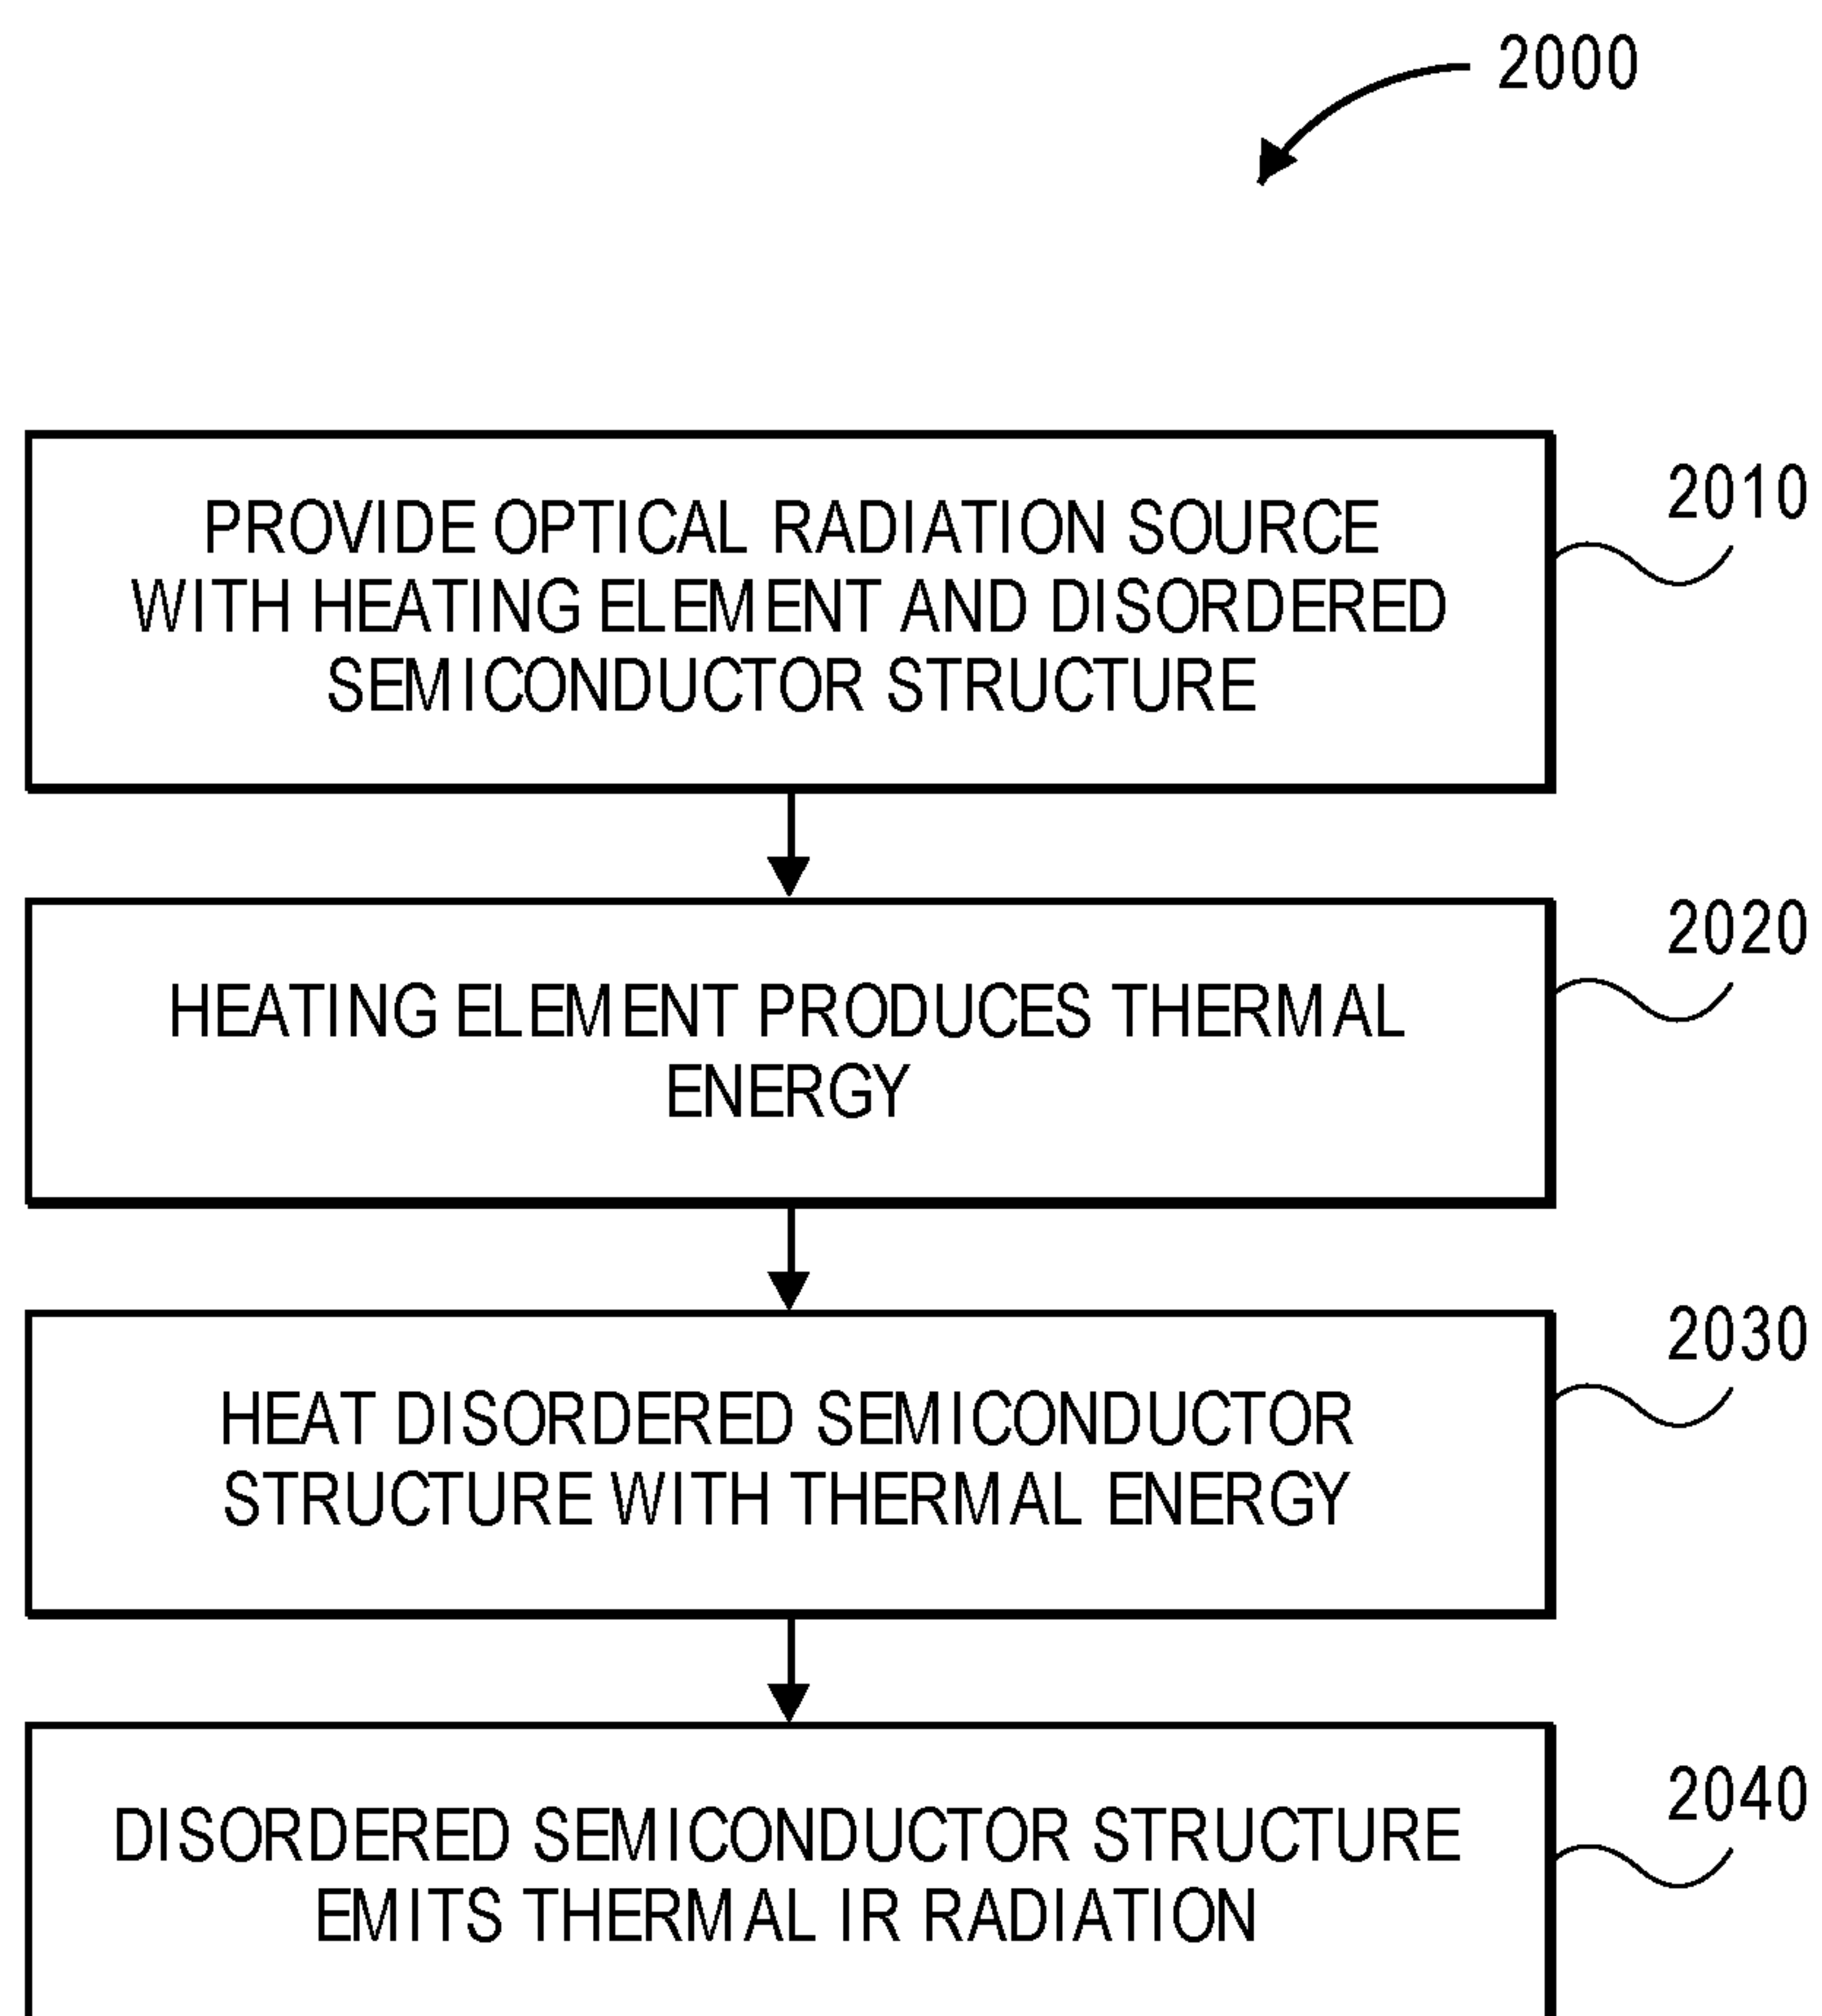 2000
PROVIDE OPTICAL RADIATION SOURCE
WITH HEATING ELEMENT AND DISORDERED
SEMICONDUCTOR STRUCTURE
2010
HEATING ELEMENT PRODUCES THERMAL
ENERGY
2020
HEAT DISORDERED SEMICONDUCTOR
STRUCTURE WITH THERMAL ENERGY
2030
DISORDERED SEMICONDUCTOR STRUCTURE
EMITS THERMAL IR RADIATION
2040